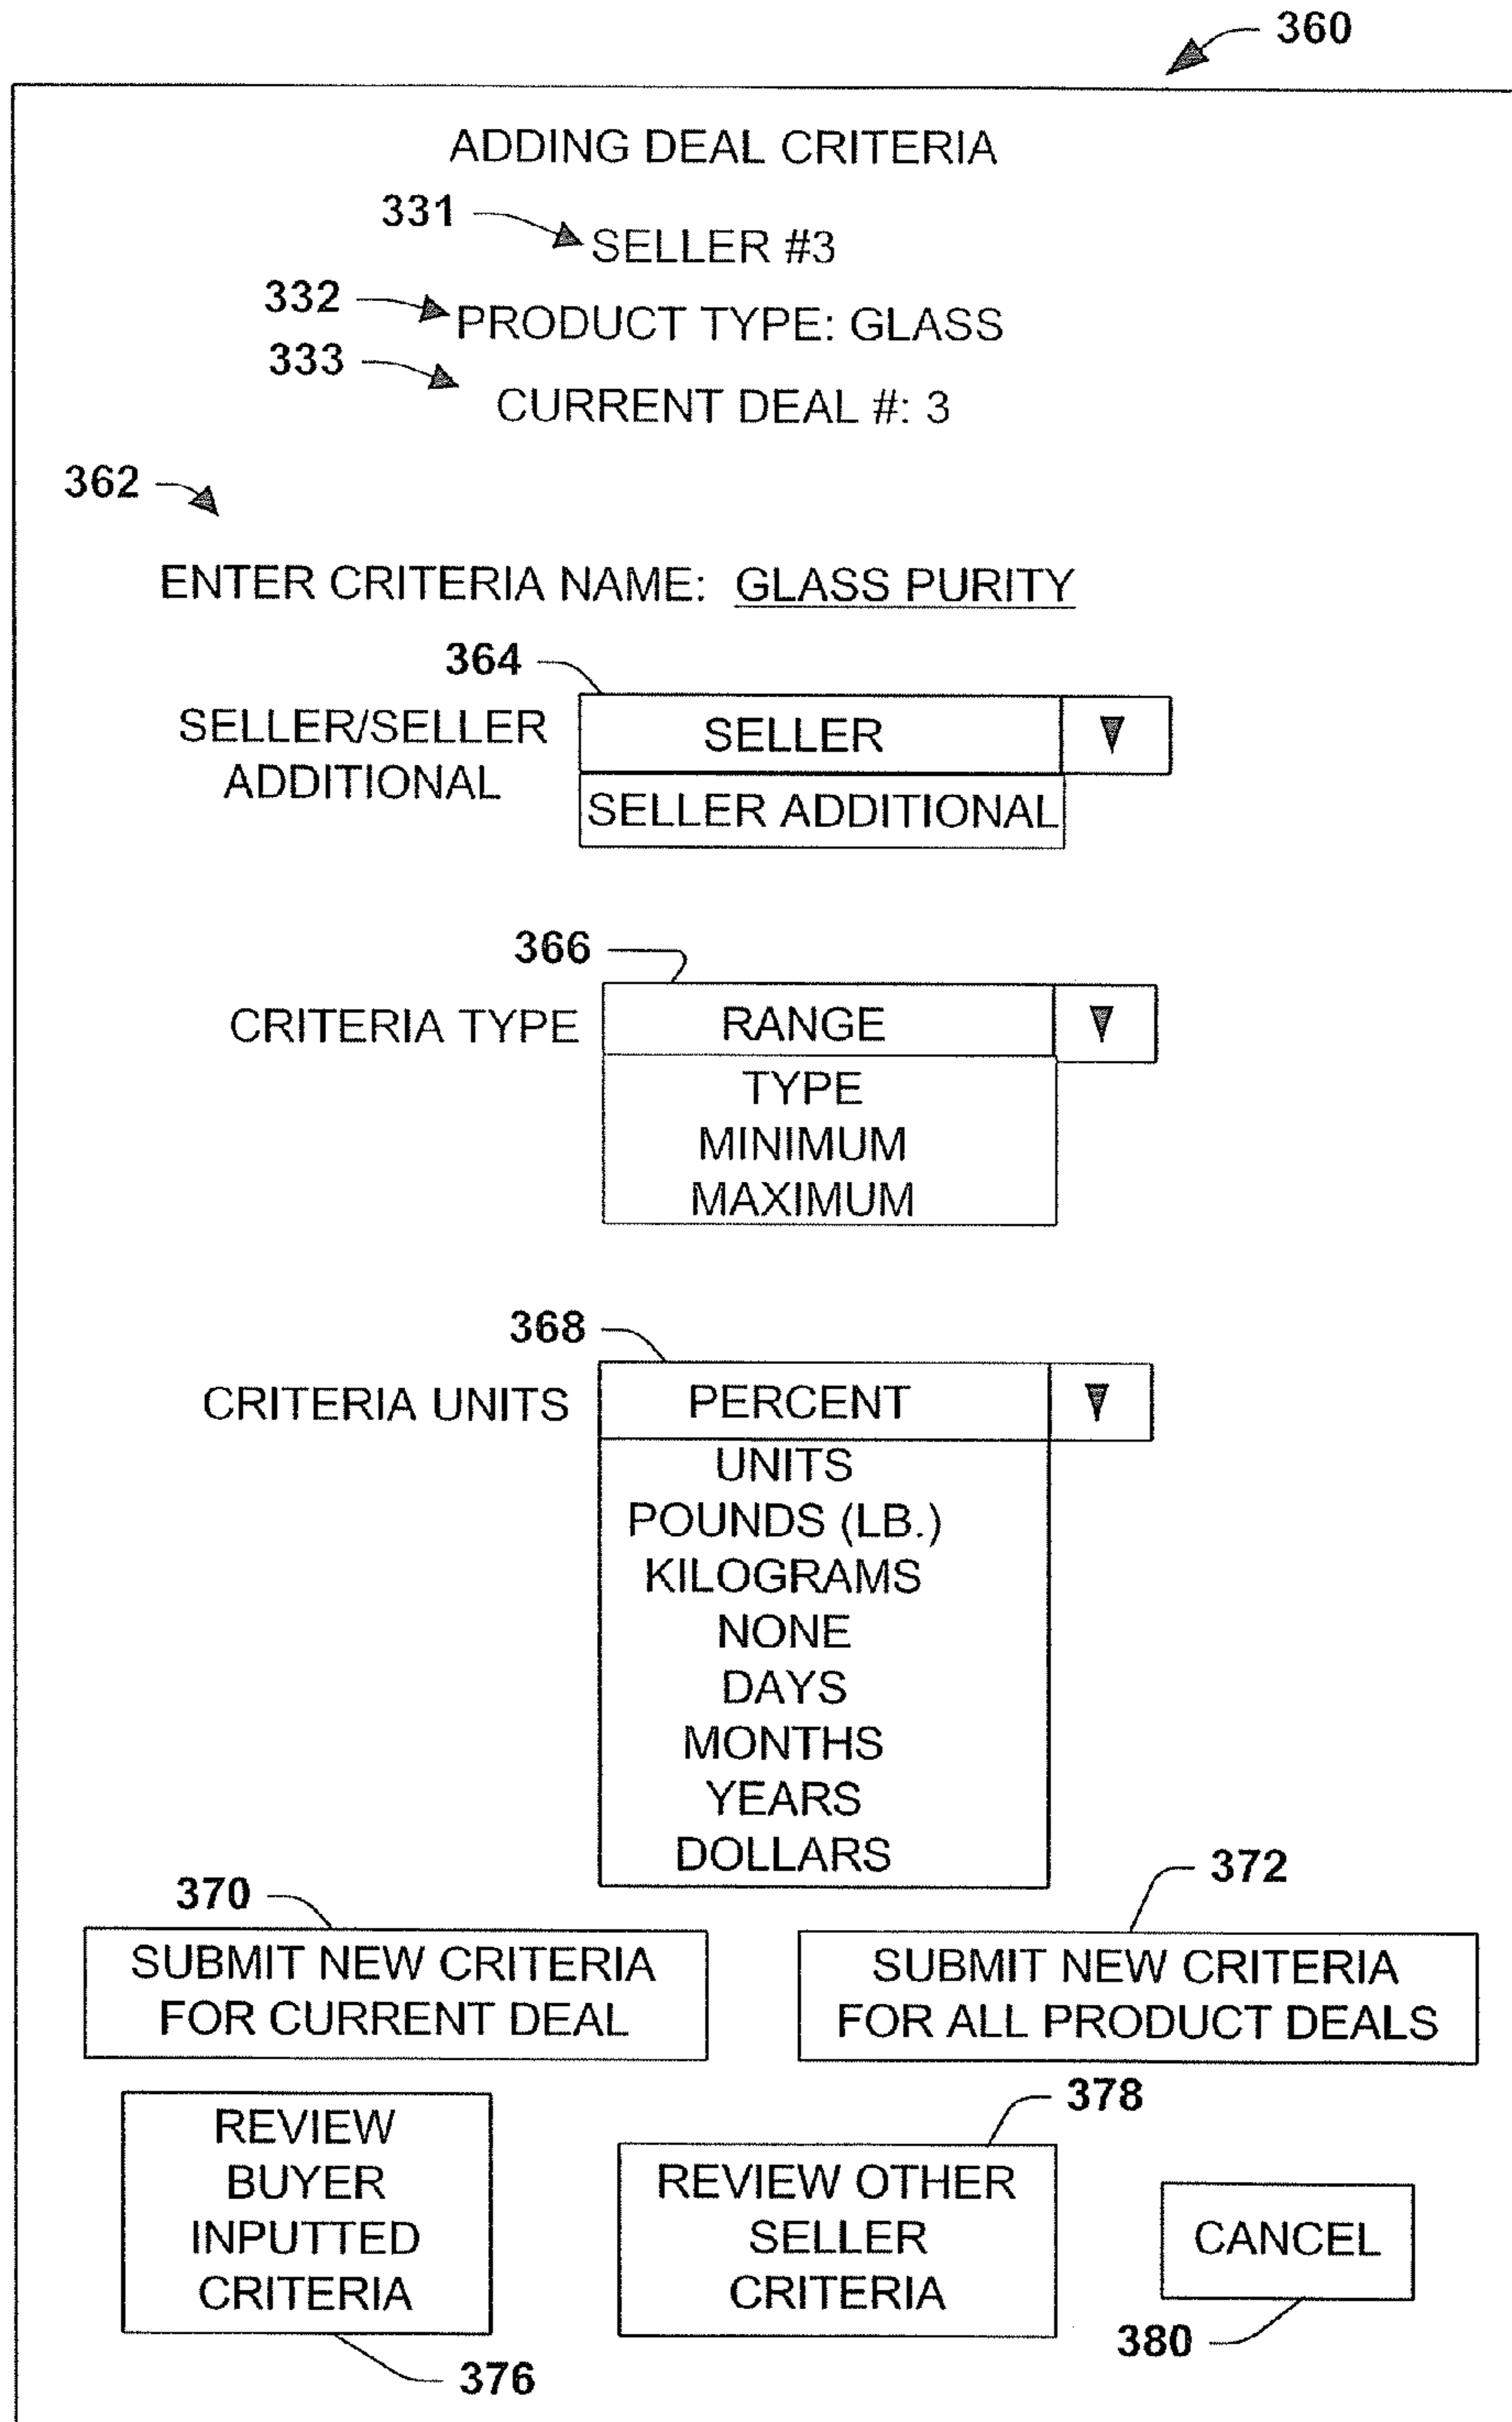 360
ADDING DEAL CRITERIA
331
SELLER #3
332
PRODUCT TYPE: GLASS
333
CURRENT DEAL #: 3
362
ENTER CRITERIA NAME: GLASS PURITY
364
SELLER/SELLER
ADDITIONAL
SELLER
SELLER ADDITIONAL
366
CRITERIA TYPE
RANGE
TYPE
MINIMUM
MAXIMUM
368
CRITERIA UNITS
PERCENT
UNITS
POUNDS (LB.)
KILOGRAMS
NONE
DAYS
MONTHS
YEARS
DOLLARS
370
SUBMIT NEW CRITERIA
FOR CURRENT DEAL
372
SUBMIT NEW CRITERIA
FOR ALL PRODUCT DEALS
REVIEW
BUYER
INPUTTED
CRITERIA
376
378
REVIEW OTHER
SELLER
CRITERIA
CANCEL
380